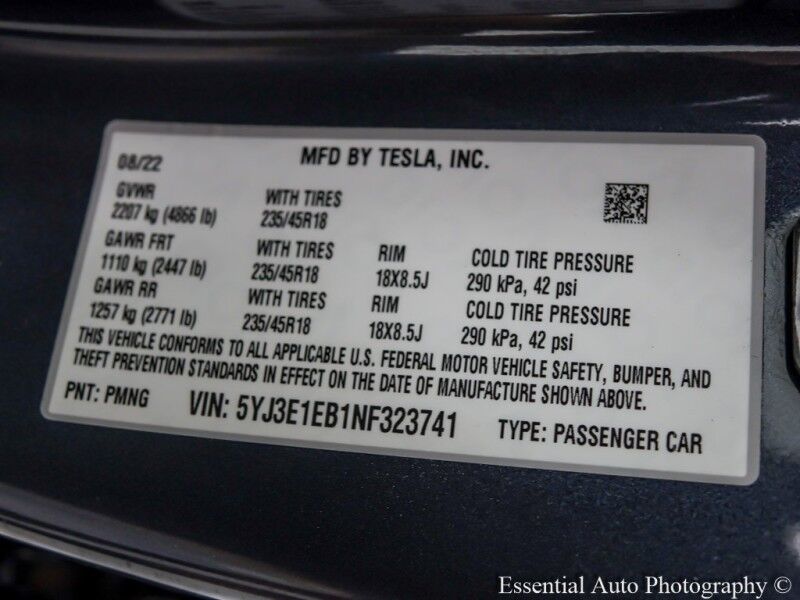 08/22 MFD BY TESLA, INC.
GVWR WITH TIRES
2207 kg (4866 lb) 235/45R18
GAWR FRT WITH TIRES RIM COLD TIRE PRESSURE
1110 kg (2447 lb) 235/45R18 18X8.5J 290 kPa, 42 psi
GAWR RR WITH TIRES RIM COLD TIRE PRESSURE
1257 kg (2771 lb) 235/45R18 18X8.5J 290 kPa, 42 psi
THIS VEHICLE CONFORMS TO ALL APPLICABLE U.S. FEDERAL MOTOR VEHICLE SAFETY, BUMPER, AND
THEFT PREVENTION STANDARDS IN EFFECT ON THE DATE OF MANUFACTURE SHOWN ABOVE.
PNT: PMNG VIN: 5YJ3E1EB1NF323741 TYPE: PASSENGER CAR
Essential Auto Photography ©